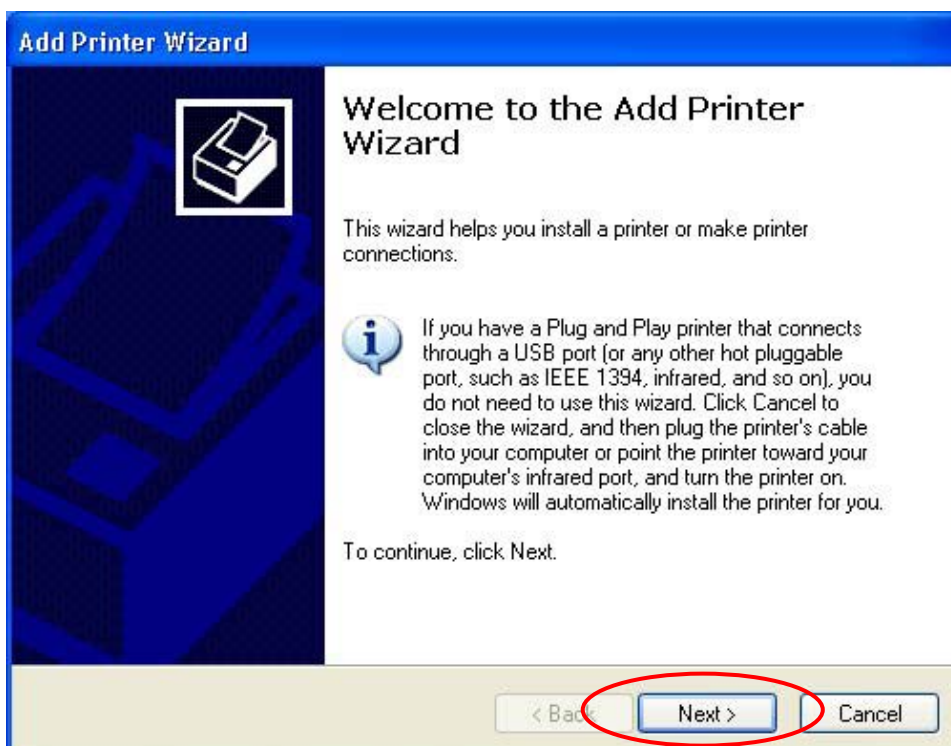 Add Printer Wizard
Welcome to the Add Printer
Wizard
This wizard helps you install a printer or make printer
connections.
If you have a Plug and Play printer that connects
through a USB port (or any other hot pluggable
port, such as IEEE 1394, infrared, and so on), you
do not need to use this wizard. Click Cancel to
close the wizard, and then plug the printer's cable
into your computer or point the printer toward your
computer's infrared port, and turn the printer on.
Windows will automatically install the printer for you.
To continue, click Next.
< Back Next > Cancel